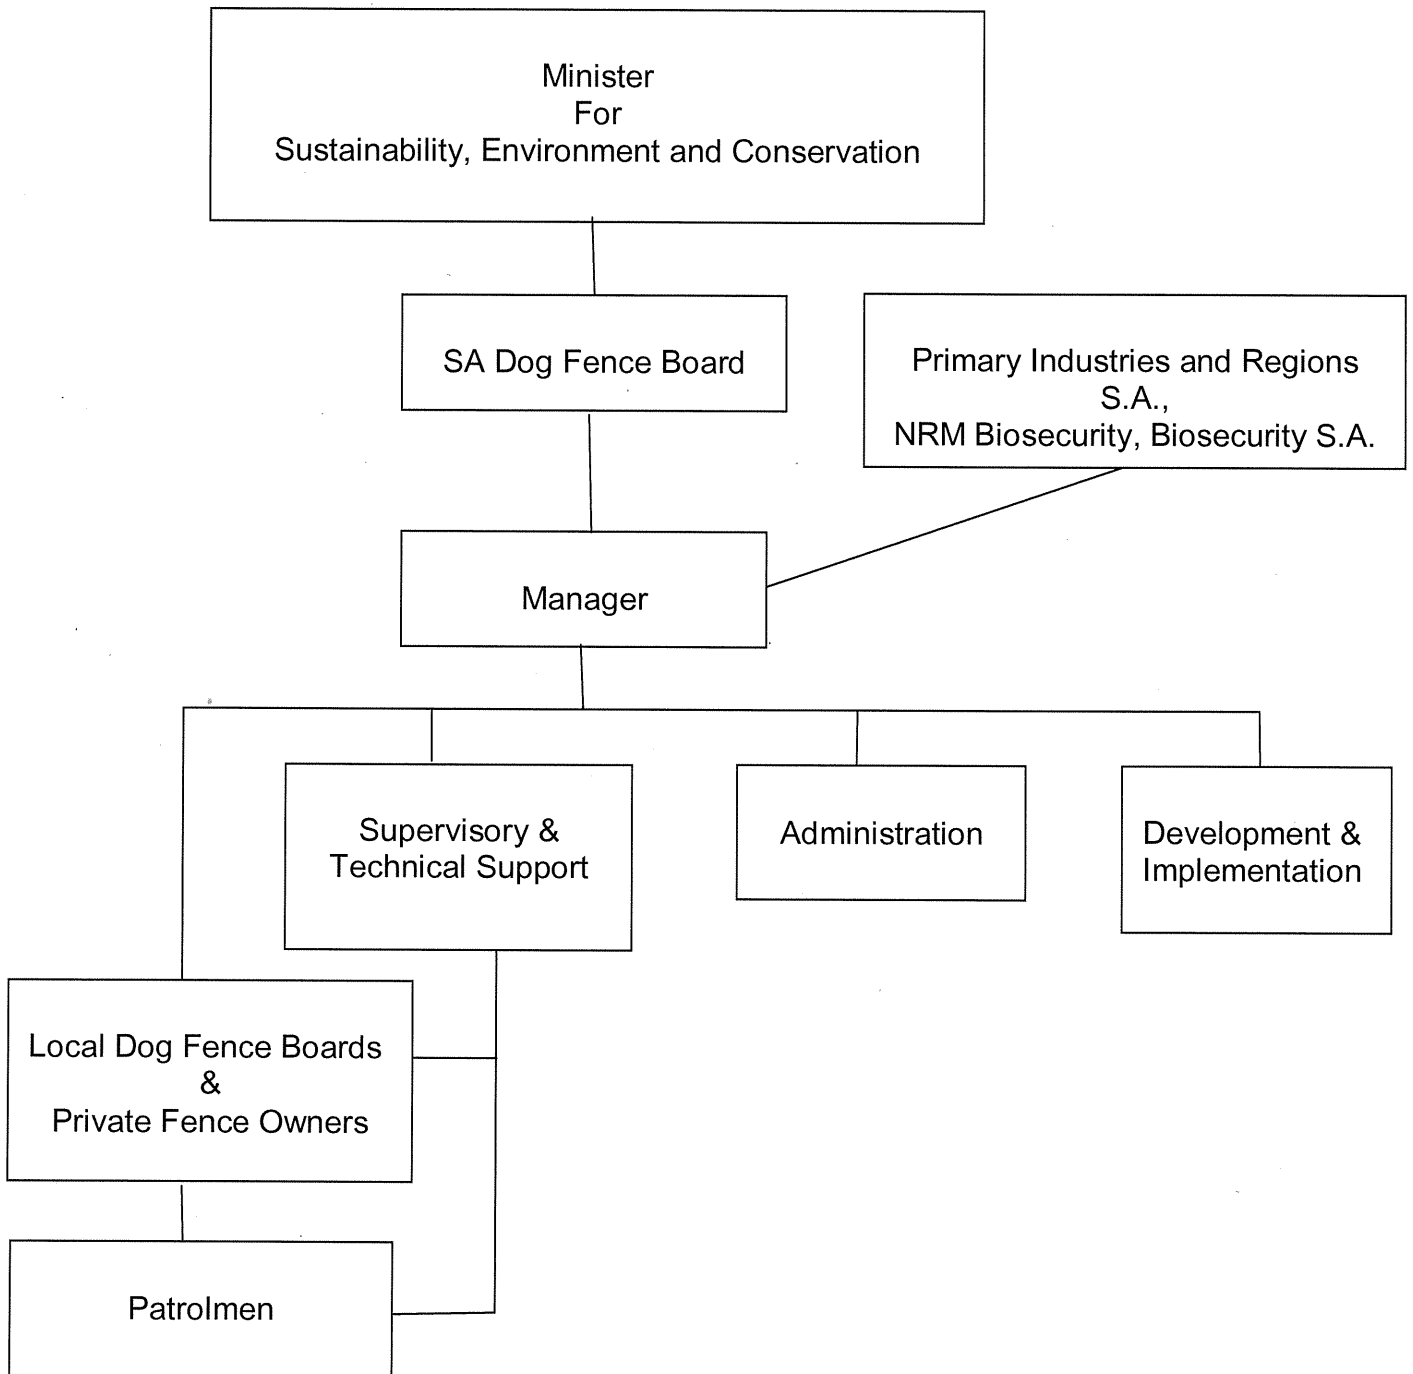 Minister
For
Sustainability, Environment and Conservation
SA Dog Fence Board
Primary Industries and Regions
S.A.,
NRM Biosecurity, Biosecurity S.A.
Manager
Supervisory &
Technical Support
Administration
Development &
Implementation
Local Dog Fence Boards
&
Private Fence Owners
Patrolmen